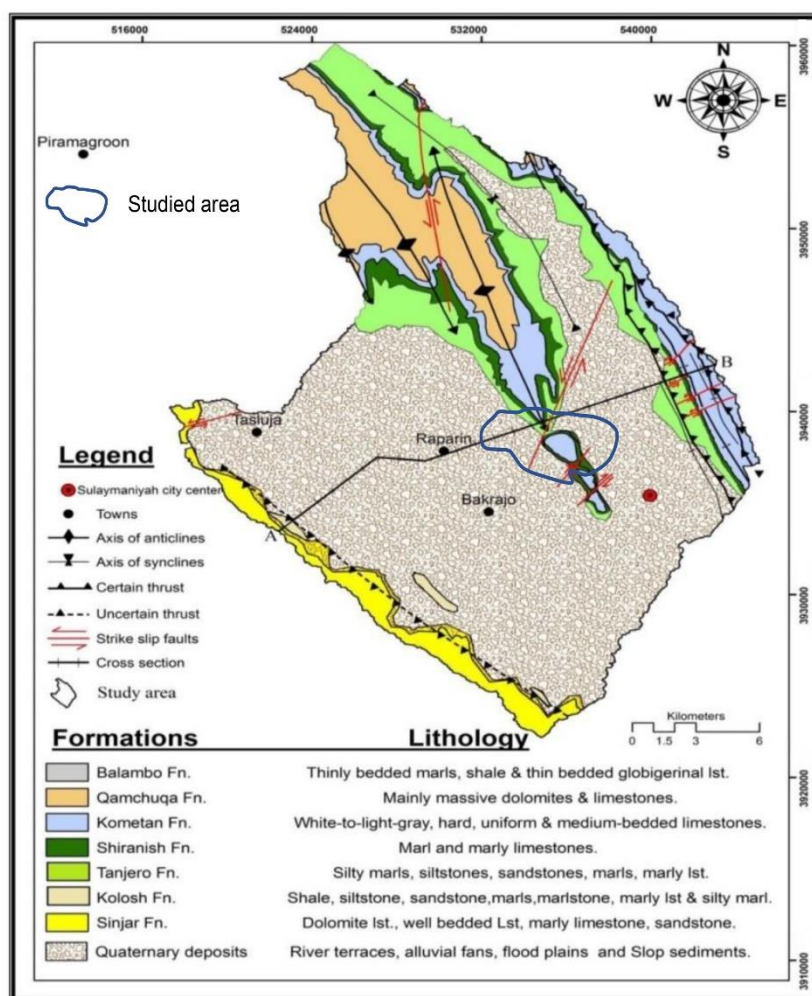 516000 524000 532000 540000
3960000
N
W E
S
Piramagroon
Studied area
3950000
B
3940000
Tasluja
Raparin
Legend
Sulaymaniyah city center
Bakrajo
Towns
A
Axis of anticlines
Axis of synclines
Certain thrust
3930000
Uncertain thrust
Strike slip faults
Cross section
Study area
Kilometers
0 1.5 3 6
Formations Lithology
Balambo Fn. Thinly bedded marls, shale & thin bedded globigerinal lst.
3920000
Qamchuqa Fn. Mainly massive dolomites & limestones.
Kometan Fn. White-to-light-gray, hard, uniform & medium-bedded limestones.
Shiranish Fn. Marl and marly limestones.
Tanjero Fn. Silty marls, siltstones, sandstones, marls, marly lst.
Kolosh Fn. Shale, siltstone, sandstone,marls,marlstone, marly lst & silty marl.
Sinjar Fn. Dolomite lst., well bedded Lst, marly limestone, sandstone.
Quaternary deposits River terraces, alluvial fans, flood plains and Slop sediments.
3910000